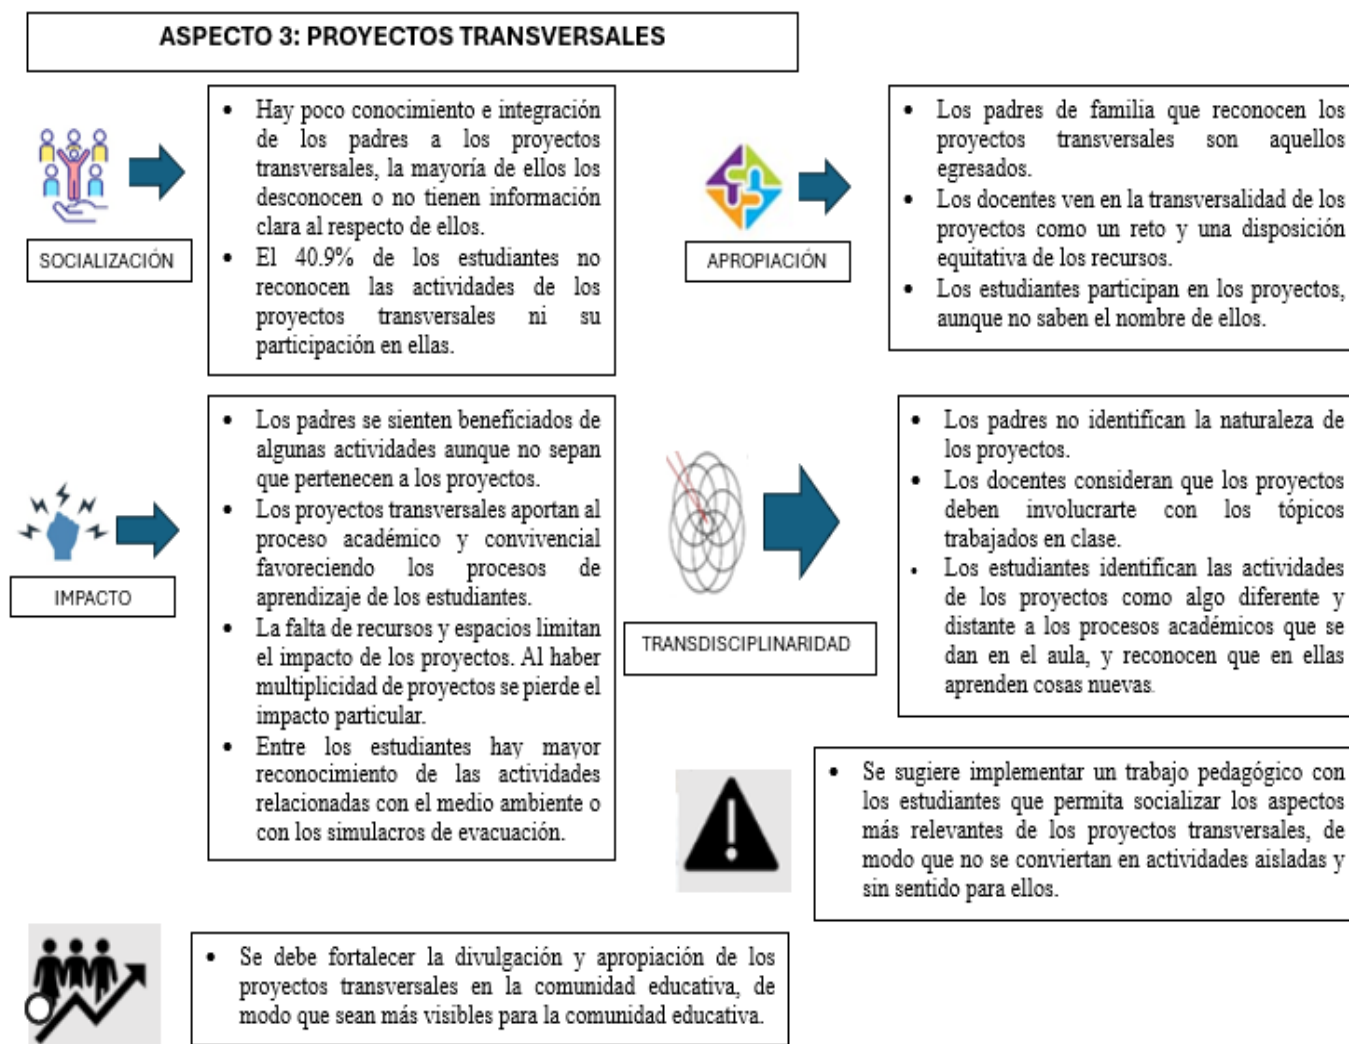 ASPECTO 3: PROYECTOS TRANSVERSALES
SOCIALIZACIÓN
• Hay poco conocimiento e integración
de los padres a los proyectos
transversales, la mayoría de ellos los
desconocen o no tienen información
clara al respecto de ellos.
• El 40.9% de los estudiantes no
reconocen las actividades de los
proyectos transversales ni su
participación en ellas.
APROPIACIÓN
• Los padres de familia que reconocen los
proyectos transversales son aquellos
egresados.
• Los docentes ven en la transversalidad de los
proyectos como un reto y una disposición
equitativa de los recursos.
• Los estudiantes participan en los proyectos,
aunque no saben el nombre de ellos.
IMPACTO
• Los padres se sienten beneficiados de
algunas actividades aunque no sepan
que pertenecen a los proyectos.
• Los proyectos transversales aportan al
proceso académico y convivencial
favoreciendo los procesos de
aprendizaje de los estudiantes.
• La falta de recursos y espacios limitan
el impacto de los proyectos. Al haber
multiplicidad de proyectos se pierde el
impacto particular.
• Entre los estudiantes hay mayor
reconocimiento de las actividades
relacionadas con el medio ambiente o
con los simulacros de evacuación.
TRANSDISCIPLINARIDAD
• Los padres no identifican la naturaleza de
los proyectos.
• Los docentes consideran que los proyectos
deben involucrarte con los tópicos
trabajados en clase.
• Los estudiantes identifican las actividades
de los proyectos como algo diferente y
distante a los procesos académicos que se
dan en el aula, y reconocen que en ellas
aprenden cosas nuevas.
• Se sugiere implementar un trabajo pedagógico con
los estudiantes que permita socializar los aspectos
más relevantes de los proyectos transversales, de
modo que no se conviertan en actividades aisladas y
sin sentido para ellos.
• Se debe fortalecer la divulgación y apropiación de los
proyectos transversales en la comunidad educativa, de
modo que sean más visibles para la comunidad educativa.